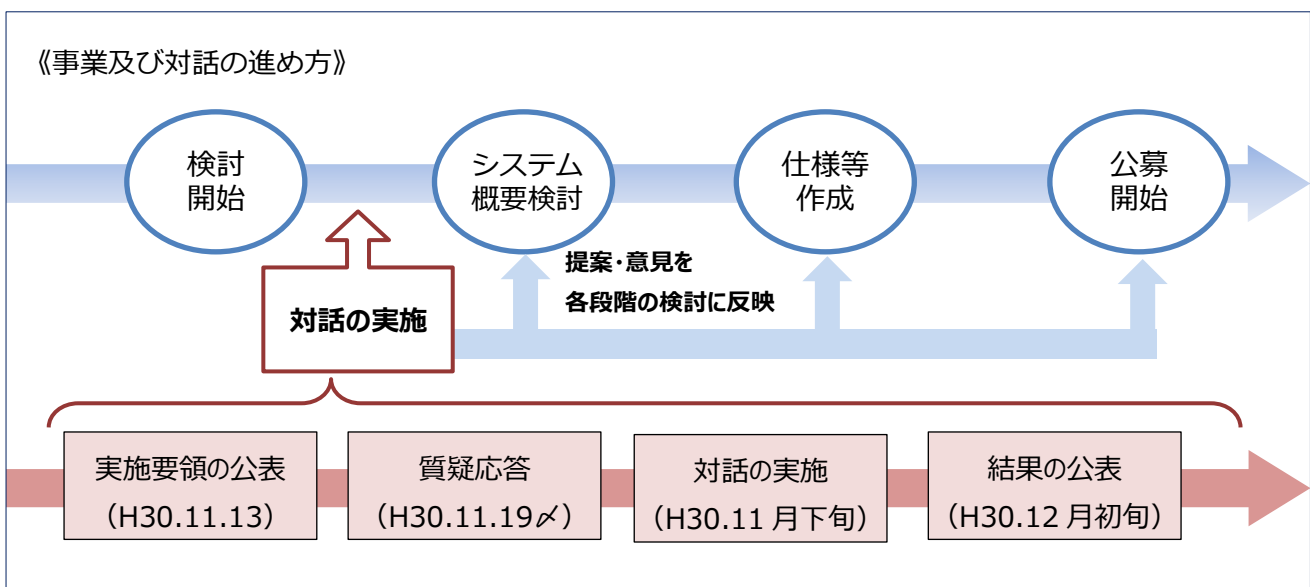 《事業及び対話の進め方》
検討
開始
システム
概要検討
仕様等
作成
公募
開始
提案・意見を
各段階の検討に反映
対話の実施
実施要領の公表
（H30.11.13）
質疑応答
（H30.11.19〆）
対話の実施
（H30.11 月下旬）
結果の公表
（H30.12 月初旬）